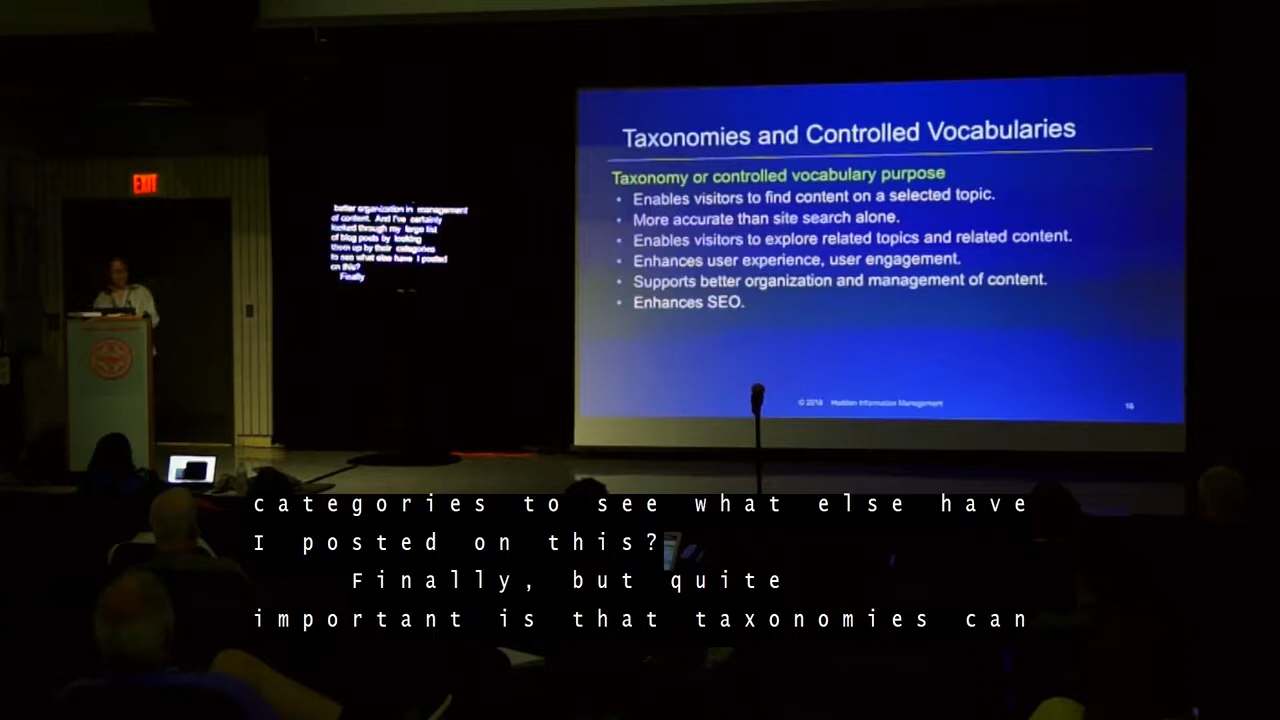 EXIT
better organization in management
of content. And I've certainly
looked through my large list
of blog posts by looking
them up by their categories
to see what else have I posted
on this?
Finally
Taxonomies and Controlled Vocabularies
Taxonomy or controlled vocabulary purpose
• Enables visitors to find content on a selected topic.
• More accurate than site search alone.
• Enables visitors to explore related topics and related content.
• Enhances user experience, user engagement.
• Supports better organization and management of content.
• Enhances SEO.
Information Management
16
categories to see what else have
I posted on this?
Finally, but quite
important is that taxonomies can